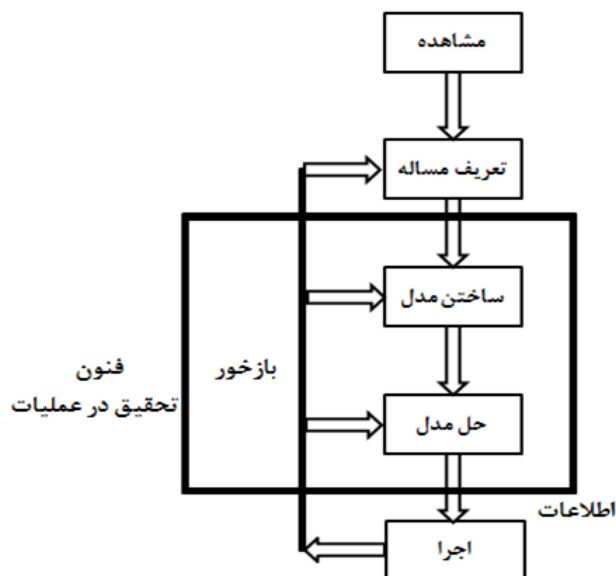 مشاهده
تعریف مساله
ساختن مدل
بازخور
فنون
تحقیق در عملیات
حل مدل
اطلاعات
اجرا